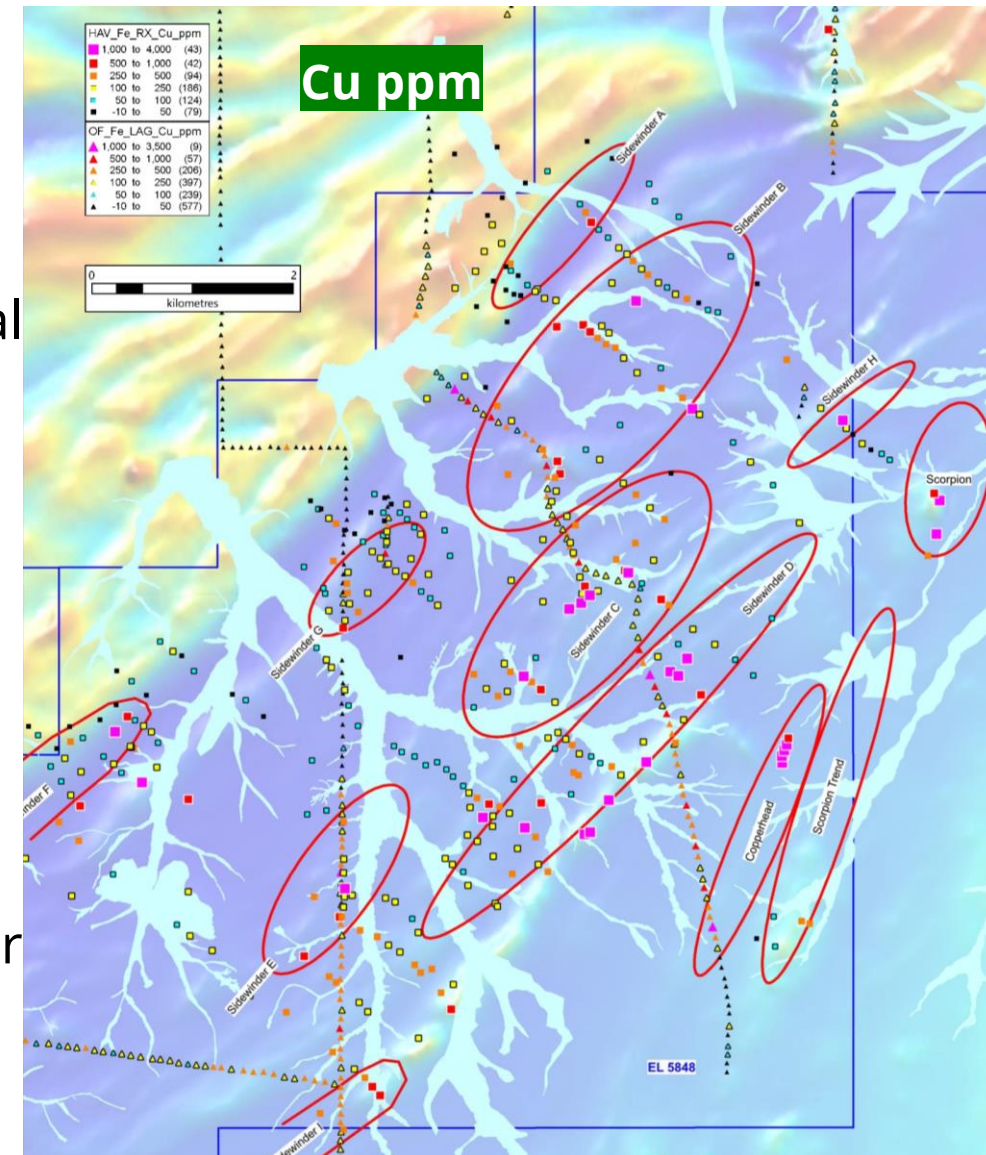 HAV_Fe_RX_Cu_ppm
1,000 to 4,000 (43)
500 to 1,000 (42)
250 to 500 (94)
100 to 250 (186)
50 to 100 (124)
-10 to 50 (79)
OF_Fe_LAG_Cu_ppm
1,000 to 3,500 (9)
500 to 1,000 (57)
250 to 500 (206)
100 to 250 (397)
50 to 100 (239)
-10 to 50 (577)
Cu ppm
0 2
kilometres
Sidewinder A
Sidewinder B
al
Sidewinder H
Scorpion
Sidewinder D
Sidewinder C
Sidewinder G
winder F
Copperhead
Scorpion Trend
r
Sidewinder E
EL 5848
Sidewinder I